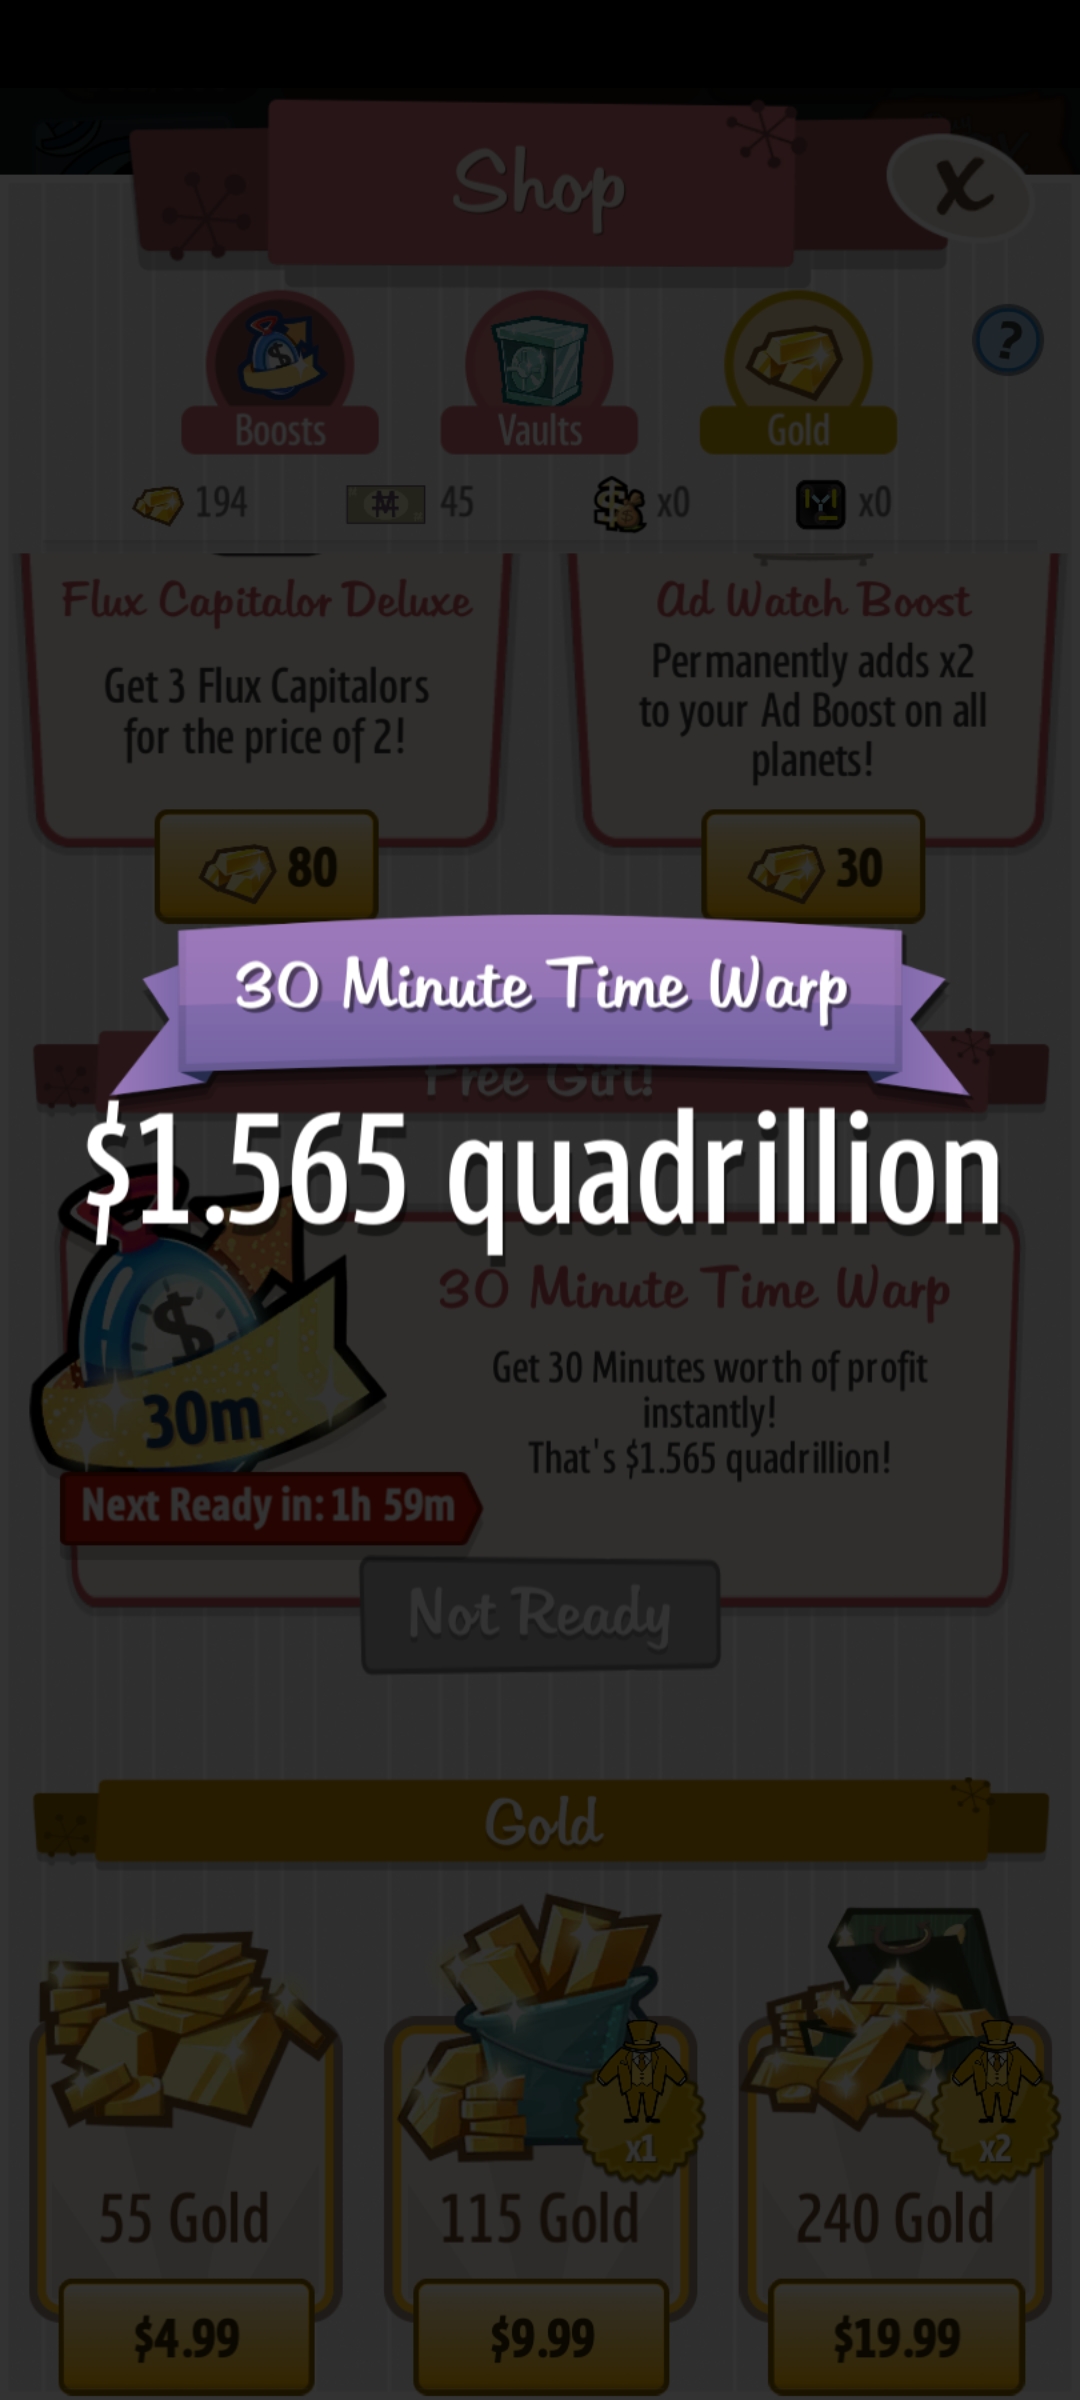 Shop
X
?
Boosts
Vaults
Gold
194
45
x0
x0
Flux Capitalor Deluxe
Get 3 Flux Capitalors
for the price of 2!
80
Ad Watch Boost
Permanently adds x2
to your Ad Boost on all
planets!
30
30 Minute Time Warp
Free Gift!
$1.565 quadrillion
$
30m
30 Minute Time Warp
Get 30 Minutes worth of profit
instantly!
That's $1.565 quadrillion!
Next Ready in: 1h 59m
Not Ready
Gold
55 Gold
$4.99
x1
115 Gold
$9.99
x2
240 Gold
$19.99